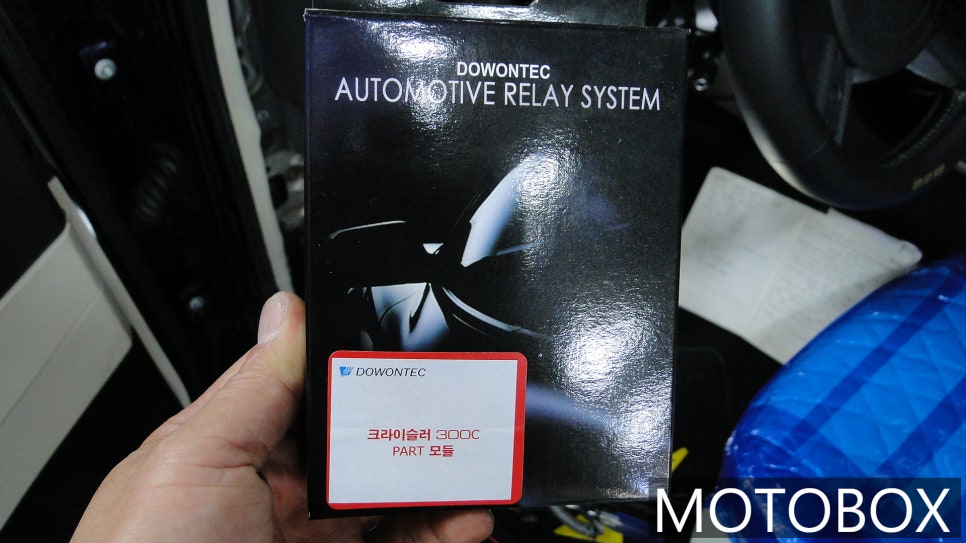 DOWONTEC
AUTOMOTIVE RELAY SYSTEM
DOWONTEC
크라이슬러 300C
PART 모듈
MOTOBOX